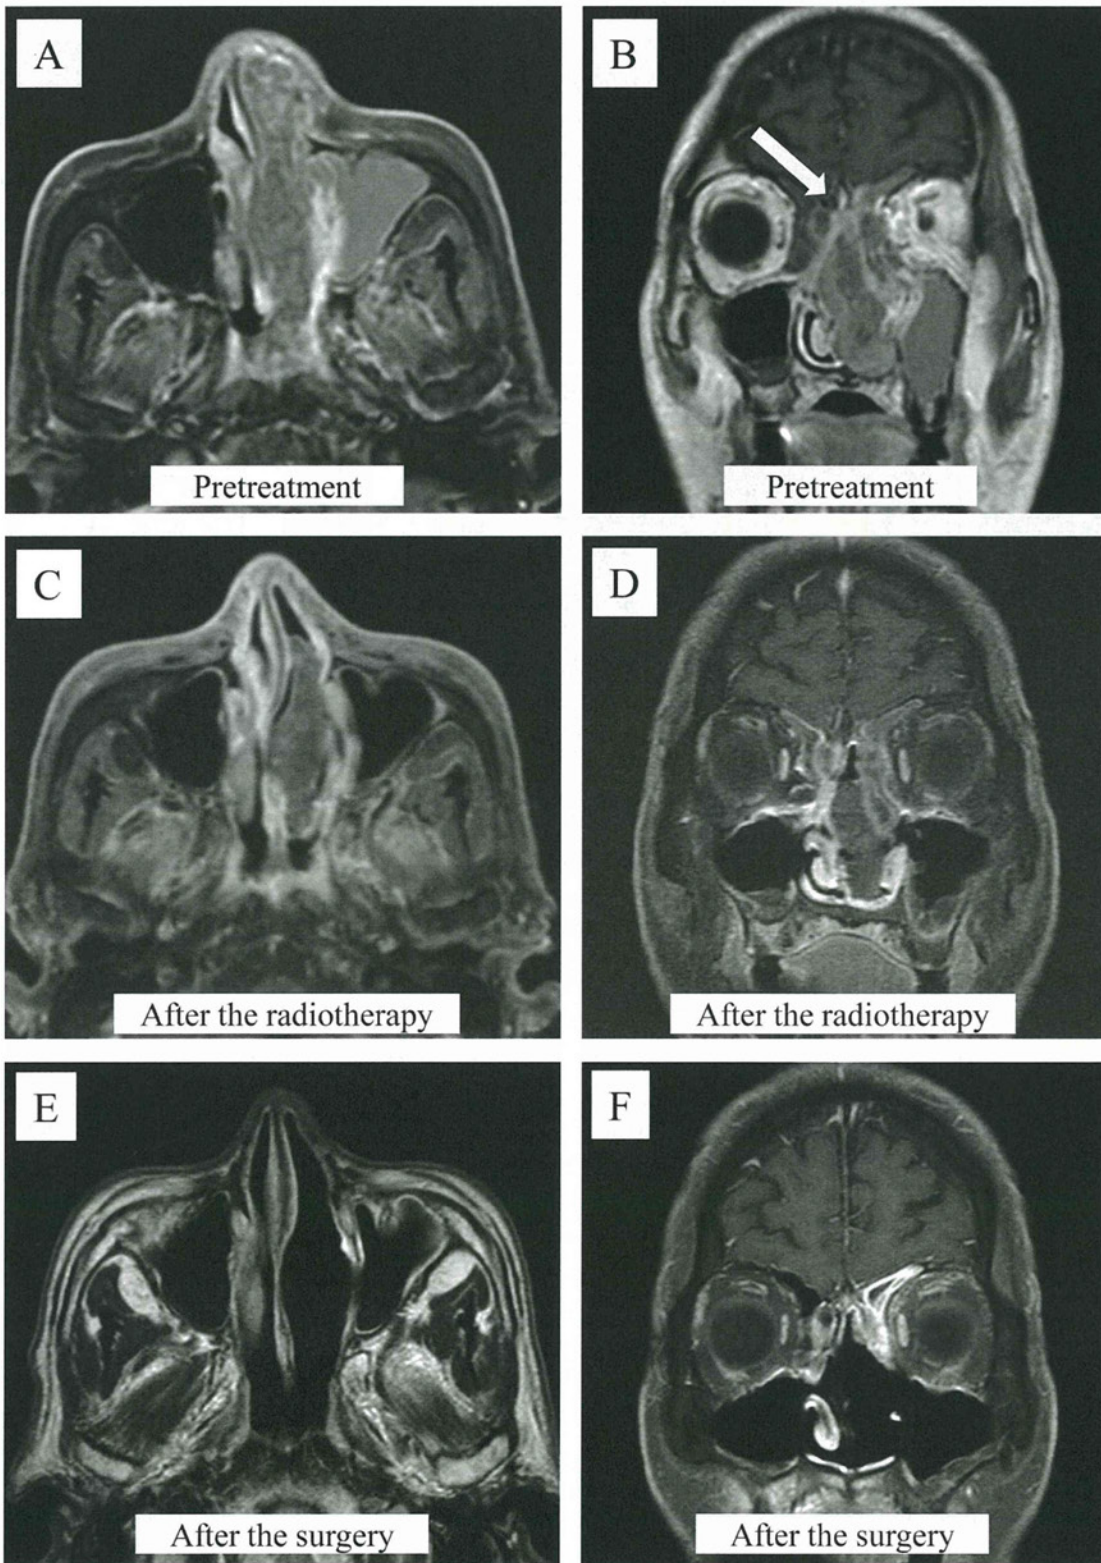 A
B
Pretreatment
Pretreatment
C
D
After the radiotherapy
After the radiotherapy
E
F
After the surgery
After the surgery